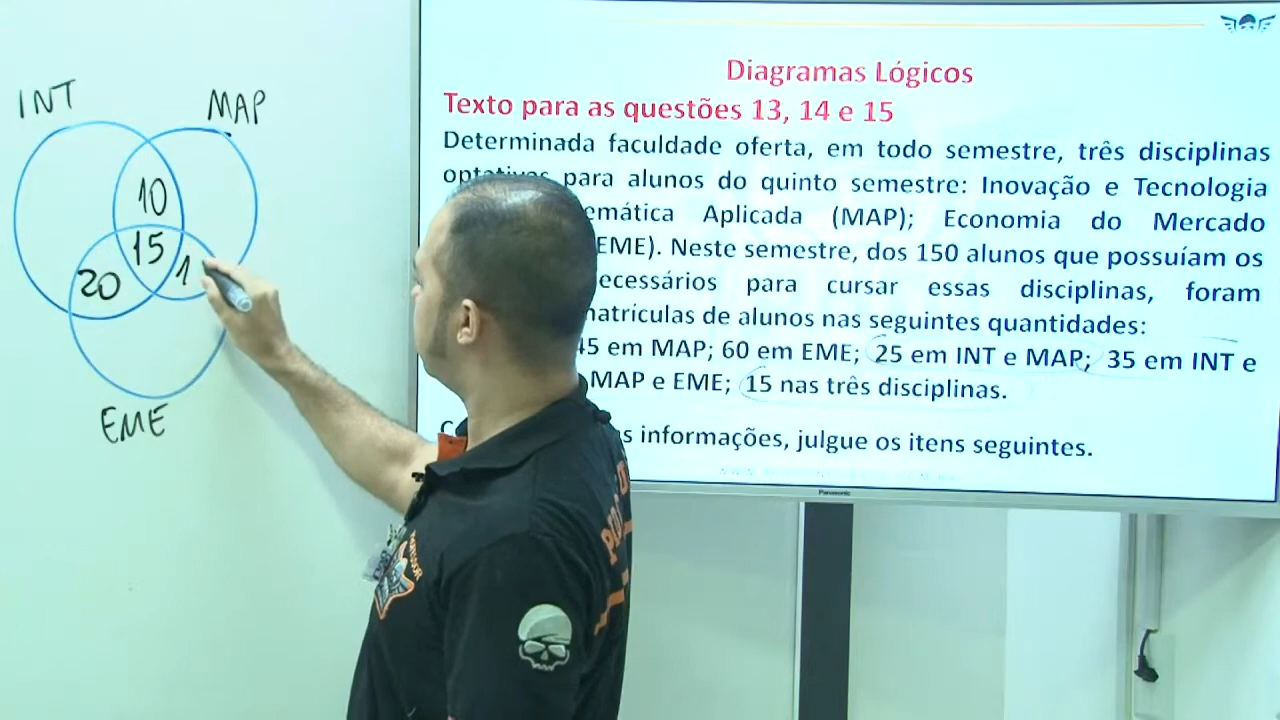 INT
MAP
10
15
20
1
EME
Diagramas Lógicos
Texto para as questões 13, 14 e 15
Determinada faculdade oferta, em todo semestre, três disciplinas
para alunos do quinto semestre: Inovação e Tecnologia
emática Aplicada (MAP); Economia do Mercado
EME). Neste semestre, dos 150 alunos que possuíam os
ecessários para cursar essas disciplinas, foram
matrículas de alunos nas seguintes quantidades:
45 em MAP; 60 em EME; 25 em INT e MAP; 35 em INT e
MAP e EME; 15 nas três disciplinas.
s informações, julgue os itens seguintes.
Panasonic